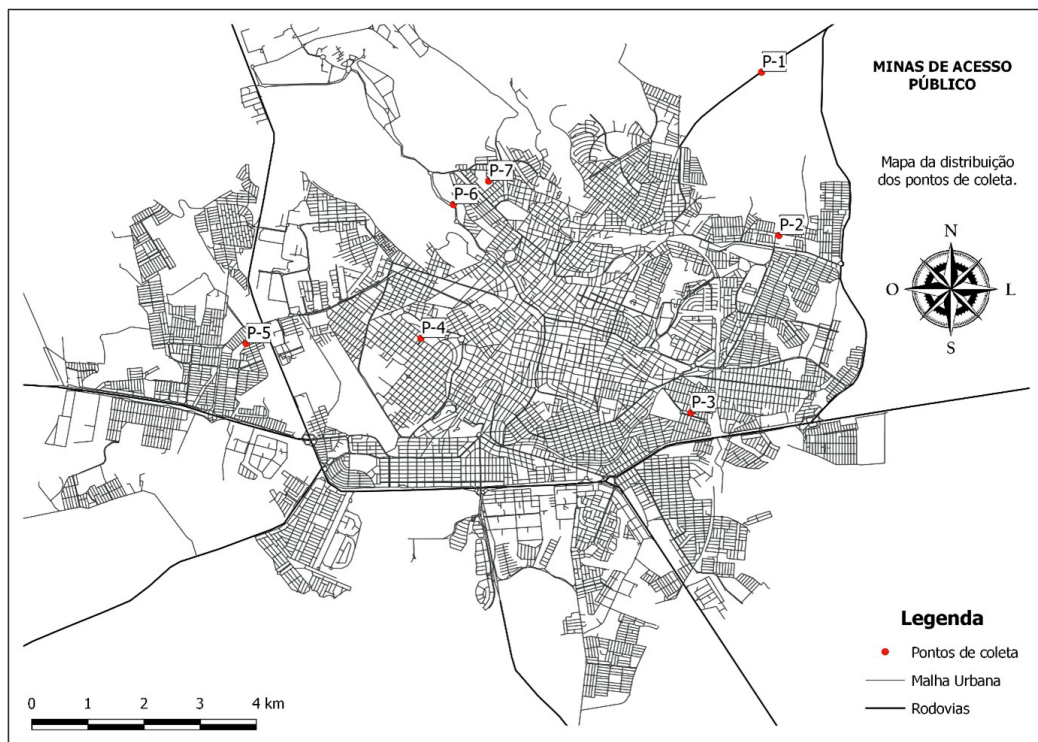 MINAS DE ACESSO
PÚBLICO
Mapa da distribuição
dos pontos de coleta.
N
O
L
S
P-1
P-2
P-3
P-4
P-5
P-6
P-7
Legenda
Pontos de coleta
Malha Urbana
Rodovias
0 1 2 3 4 km